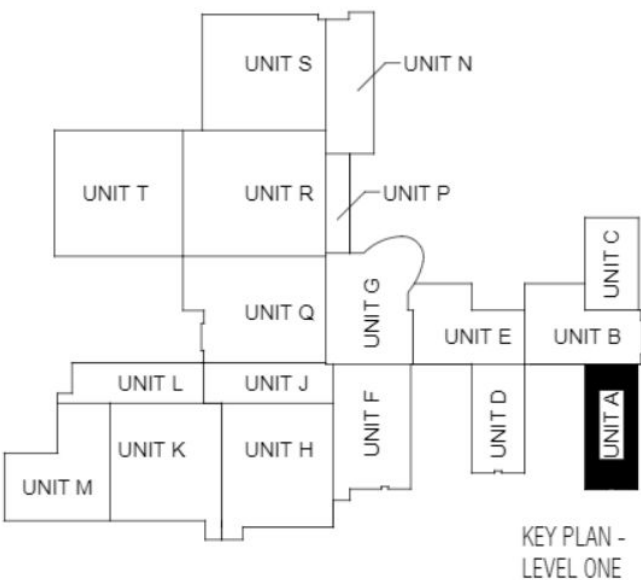 UNIT S
UNIT N
UNIT T
UNIT R
UNIT P
UNIT C
UNIT G
UNIT Q
UNIT E
UNIT B
UNIT L
UNIT J
UNIT F
UNIT D
UNIT A
UNIT K
UNIT H
UNIT M
KEY PLAN -
LEVEL ONE